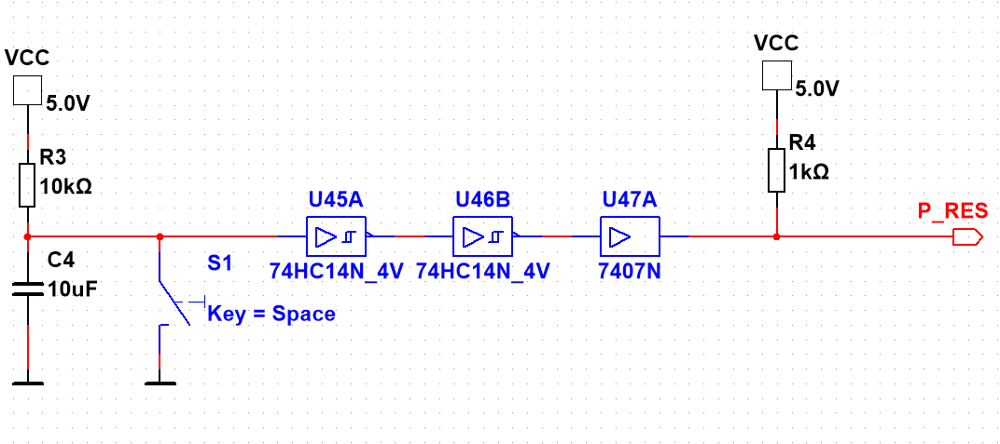 VCC
5.0V
R3
10kΩ
C4
10uF
S1
Key = Space
U45A
74HC14N_4V
U46B
74HC14N_4V
U47A
7407N
VCC
5.0V
R4
1kΩ
P_RES